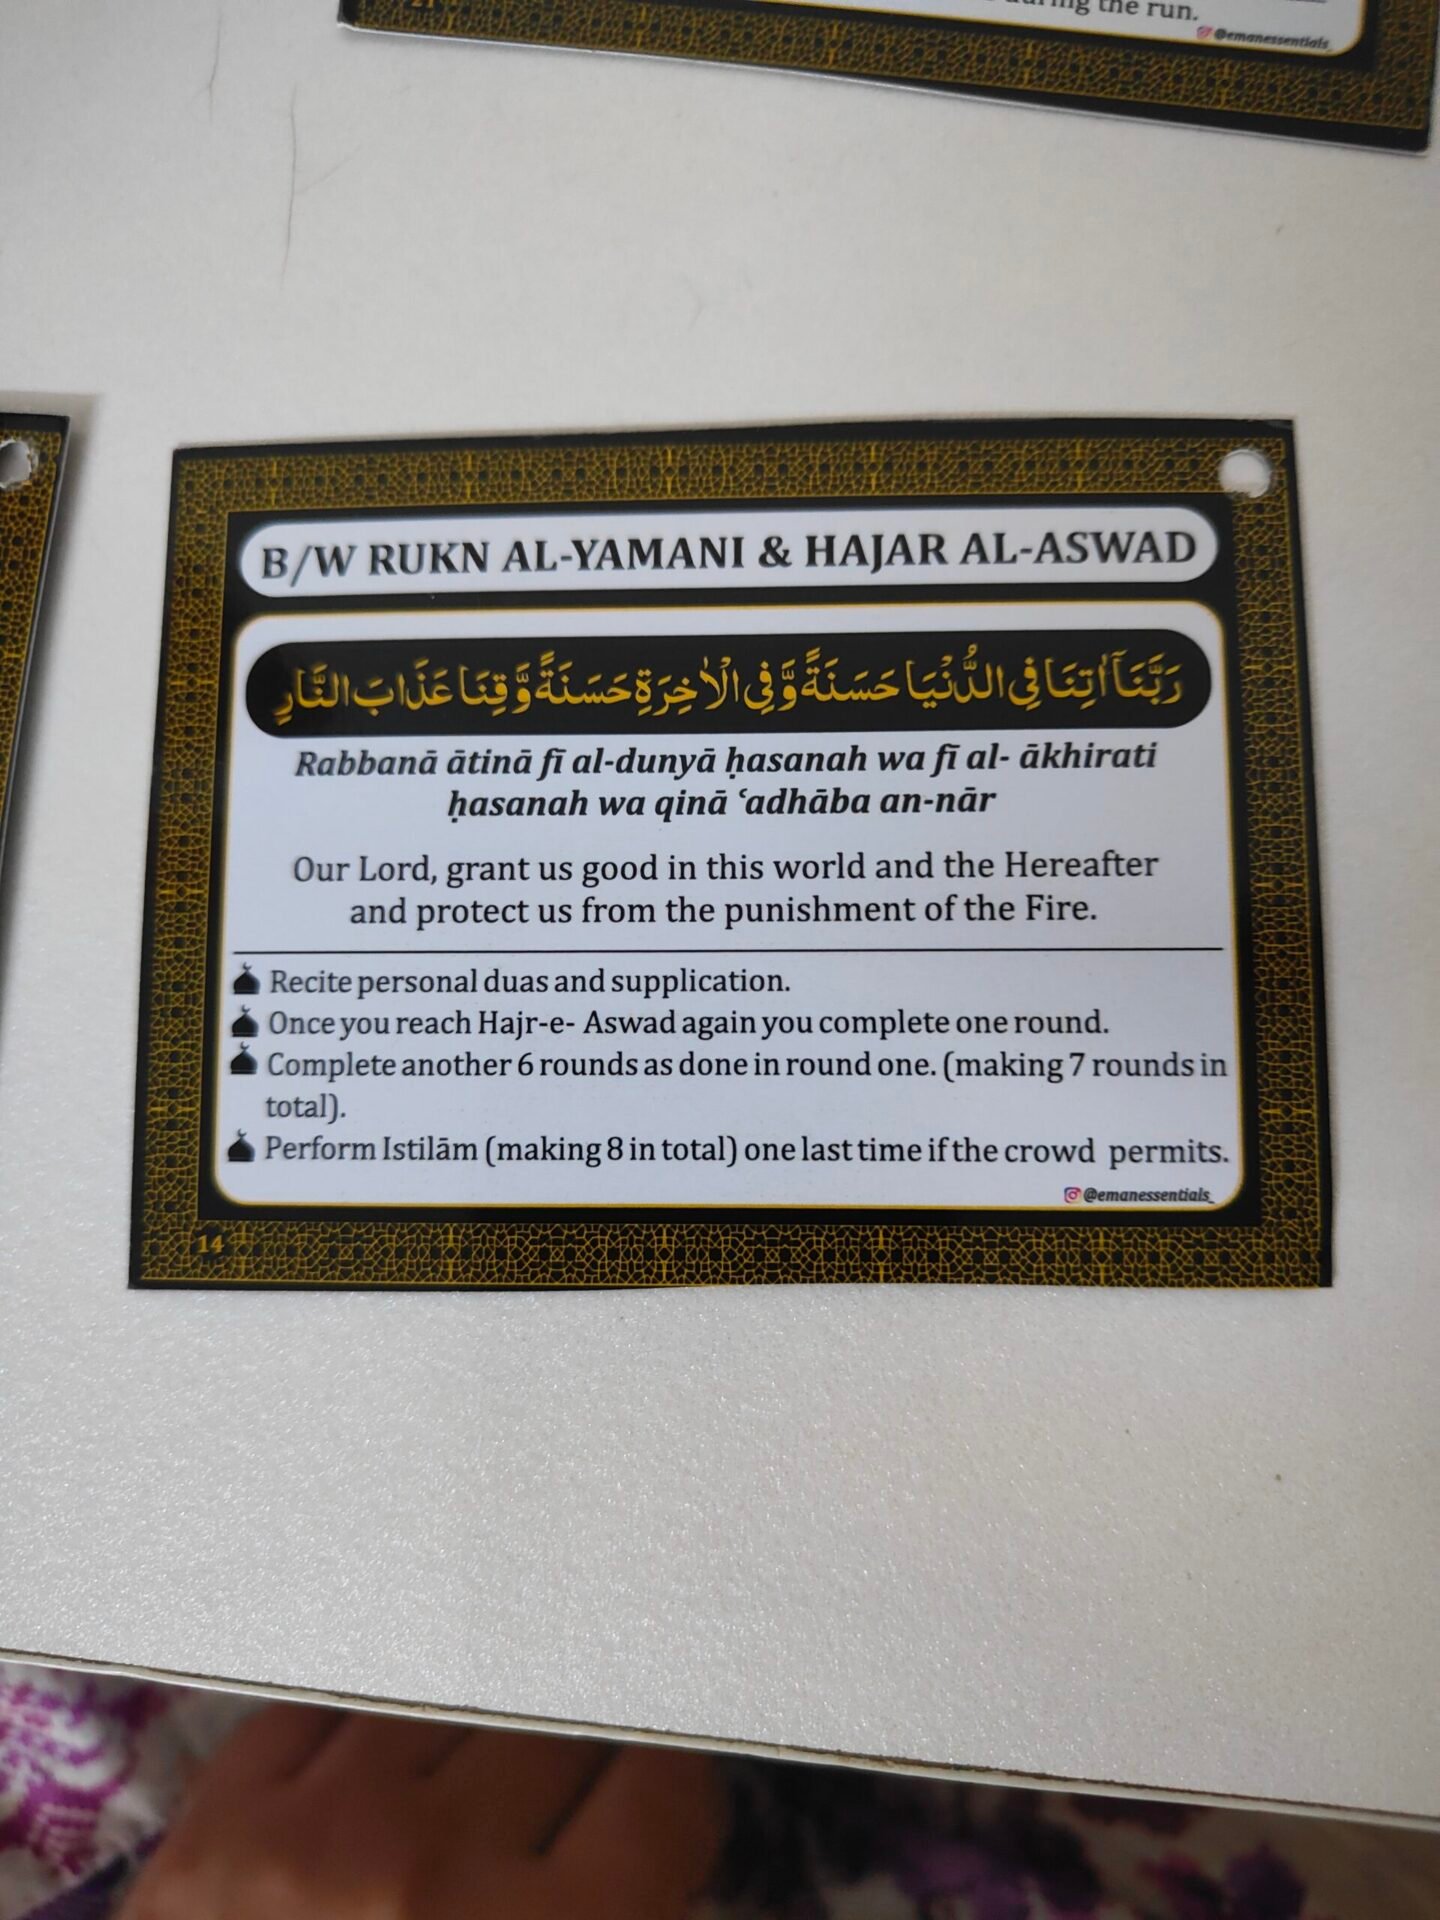 21
during the run.
@emanessentials_
B/W RUKN AL-YAMANI & HAJAR AL-ASWAD
رَبَّنَآ اٰتِنَا فِي الدُّنْيَا حَسَنَةً وَّفِي الْاٰخِرَةِ حَسَنَةً وَّقِنَا عَذَابَ النَّارِ
Rabbanā ātinā fī al-dunyā ḥasanah wa fī al- ākhirati
ḥasanah wa qinā ‘adhāba an-nār
Our Lord, grant us good in this world and the Hereafter
and protect us from the punishment of the Fire.
Recite personal duas and supplication.
Once you reach Hajr-e- Aswad again you complete one round.
Complete another 6 rounds as done in round one. (making 7 rounds in
total).
Perform Istilām (making 8 in total) one last time if the crowd permits.
@emanessentials_
14